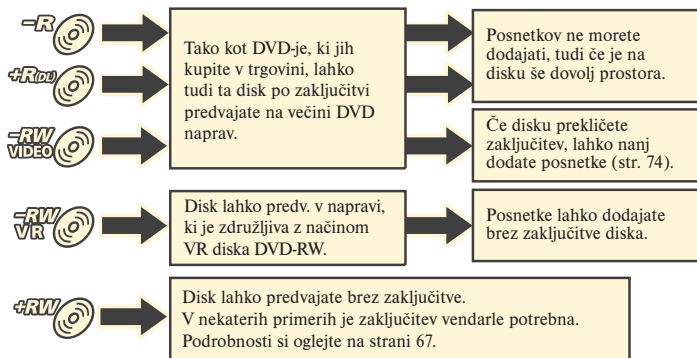 -R
Tako kot DVD-je, ki jih
kupite v trgovini, lahko
tudi ta disk po zaključitvi
predvajate na večini DVD
naprav.
Posnetkov ne morete
dodajati, tudi če je na
disku še dovolj prostora.
+R(DL)
-RW
VIDEO
Če disku prekličete
zaključitev, lahko nanj
dodate posnetke (str. 74).
-RW
VR
Disk lahko predv. v napravi,
ki je združljiva z načinom
VR diska DVD-RW.
Posnetke lahko dodajate
brez zaključitve diska.
+RW
Disk lahko predvajate brez zaključitve.
V nekaterih primerih je zaključitev vendarle potrebna.
Podrobnosti si oglejte na strani 67.